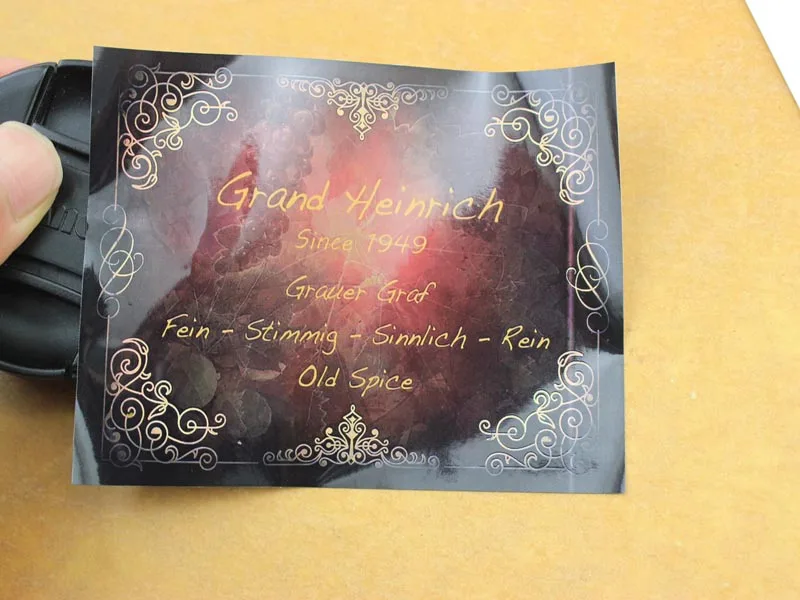 Grand Heinrich
Since 1949
Grauer Graf
Fein - Stimmig - Sinnlich - Rein
Old Spice